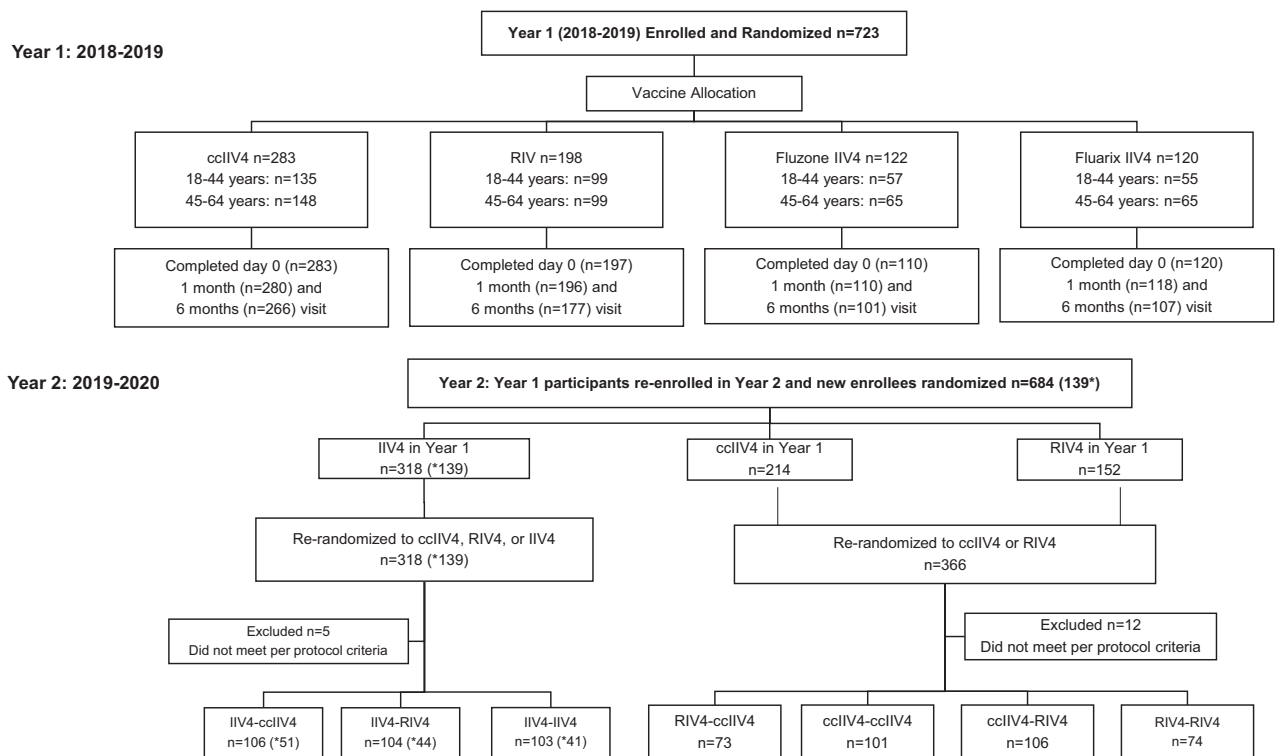 Year 1: 2018-2019
Year 1 (2018-2019) Enrolled and Randomized n=723
Vaccine Allocation
ccIIV4 n=283
18-44 years: n=135
45-64 years: n=148
RIV n=198
18-44 years: n=99
45-64 years: n=99
Fluzone IIV4 n=122
18-44 years: n=57
45-64 years: n=65
Fluarix IIV4 n=120
18-44 years: n=55
45-64 years: n=65
Completed day 0 (n=283)
1 month (n=280) and
6 months (n=266) visit
Completed day 0 (n=197)
1 month (n=196) and
6 months (n=177) visit
Completed day 0 (n=110)
1 month (n=110) and
6 months (n=101) visit
Completed day 0 (n=120)
1 month (n=118) and
6 months (n=107) visit
Year 2: 2019-2020
Year 2: Year 1 participants re-enrolled in Year 2 and new enrollees randomized n=684 (139*)
IIV4 in Year 1
n=318 (*139)
ccIIV4 in Year 1
n=214
RIV4 in Year 1
n=152
Re-randomized to ccIIV4, RIV4, or IIV4
n=318 (*139)
Re-randomized to ccIIV4 or RIV4
n=366
Excluded n=5
Did not meet per protocol criteria
Excluded n=12
Did not meet per protocol criteria
IIV4-ccIIV4
n=106 (*51)
IIV4-RIV4
n=104 (*44)
IIV4-IIV4
n=103 (*41)
RIV4-ccIIV4
n=73
ccIIV4-ccIIV4
n=101
ccIIV4-RIV4
n=106
RIV4-RIV4
n=74